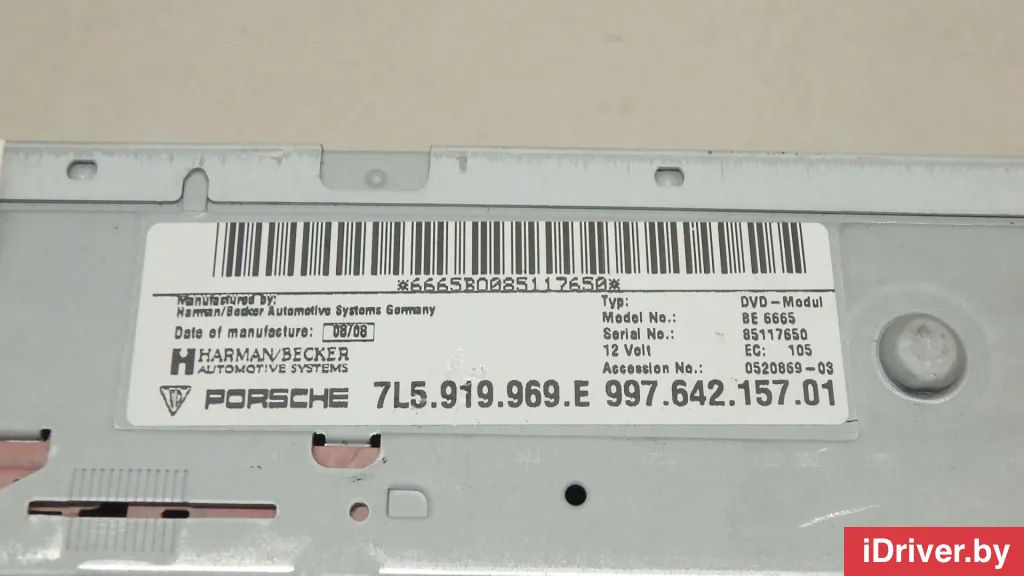 *6665BO085117650*
Manufactured by:
Harman/Becker Automotive Systems Germany
Date of manufacture: 08/08
HARMAN/BECKER
AUTOMOTIVE SYSTEMS
Typ: DVD-Modul
Model No.: BE 6665
Serial No.: 85117650
12 Volt EC: 105
Accession No.: 0520869-03
PORSCHE 7L5.919.969.E 997.642.157.01
iDriver.by